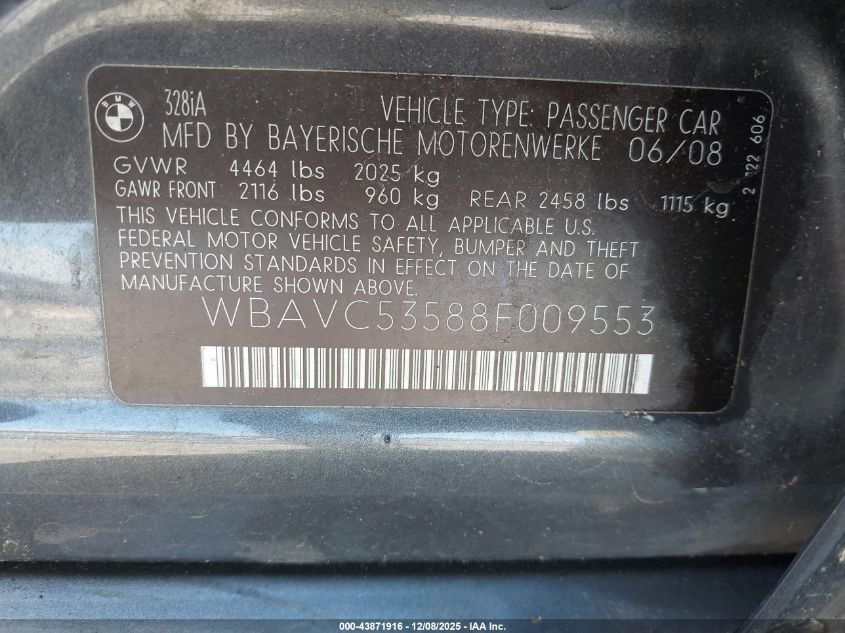 BMW
328iA
VEHICLE TYPE: PASSENGER CAR
MFD BY BAYERISCHE MOTORENWERKE 06/08
GVWR 4464 lbs 2025 kg
GAWR FRONT 2116 lbs 960 kg REAR 2458 lbs 1115 kg
THIS VEHICLE CONFORMS TO ALL APPLICABLE U.S.
FEDERAL MOTOR VEHICLE SAFETY, BUMPER AND THEFT
PREVENTION STANDARDS IN EFFECT ON THE DATE OF
MANUFACTURE SHOWN ABOVE.
WBAVC53588F009553
122 606
000-43871916 - 12/08/2025 - IAA Inc.